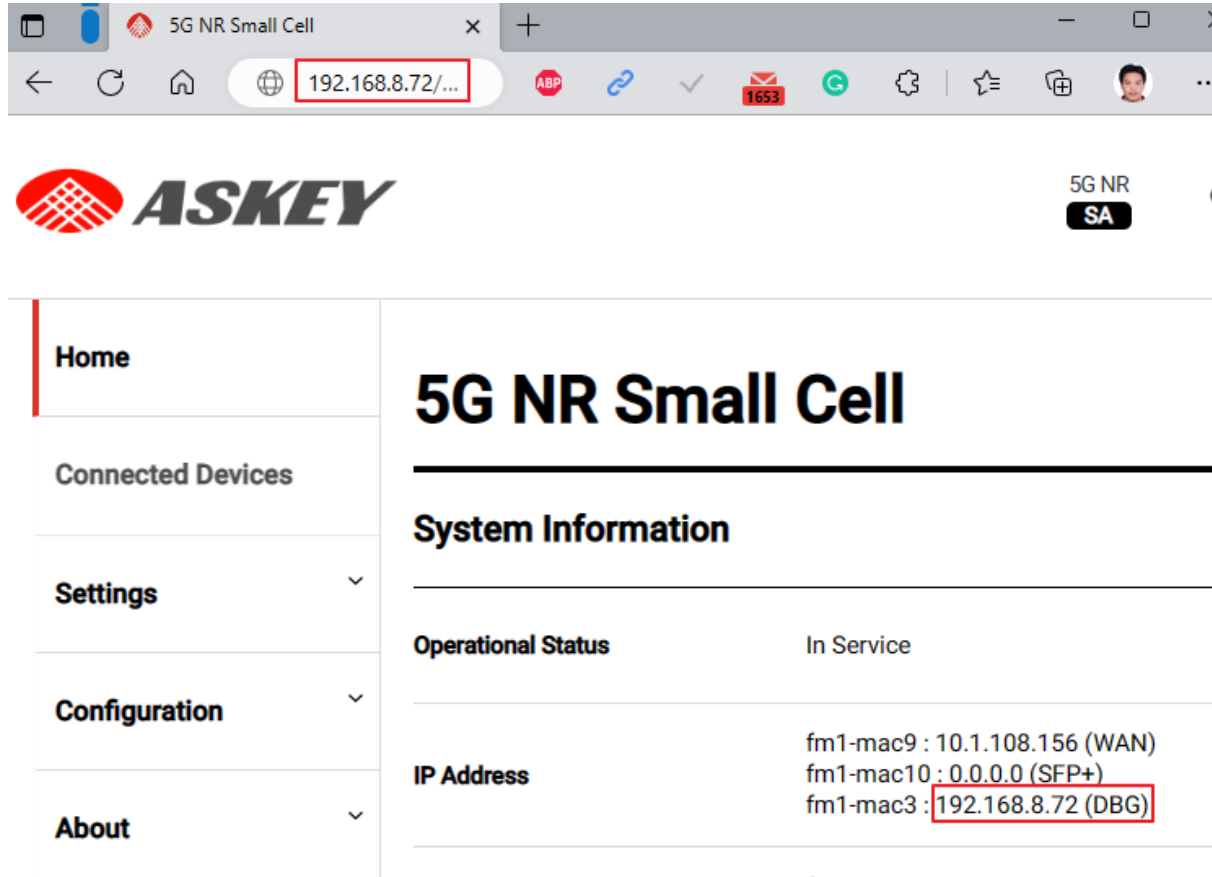 5G NR Small Cell
192.168.8.72/...
ABP
1653
G
ASKEY
5G NR
SA
Home
Connected Devices
Settings
Configuration
About
5G NR Small Cell
System Information
Operational Status In Service
IP Address
fm1-mac9 : 10.1.108.156 (WAN)
fm1-mac10 : 0.0.0.0 (SFP+)
fm1-mac3 : 192.168.8.72 (DBG)